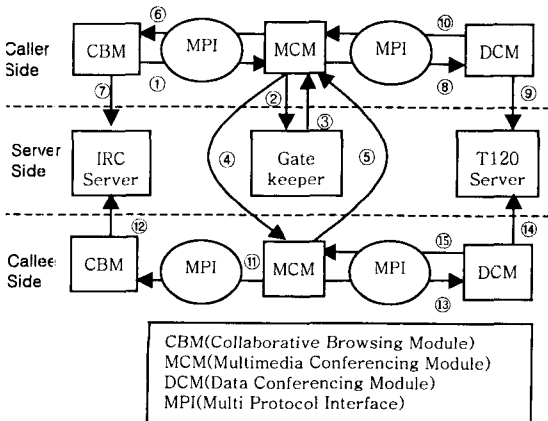 ⑥ ⑩
Caller Side
CBM MPI MCM MPI DCM
⑦ ① ② ③ ⑧ ⑨
Server Side
IRC Server
④
Gate keeper
⑤
T120 Server
⑫ ⑪ ⑮ ⑭
Callee Side
CBM MPI MCM MPI DCM
⑬
CBM(Collaborative Browsing Module)
MCM(Multimedia Conferencing Module)
DCM(Data Conferencing Module)
MPI(Multi Protocol Interface)